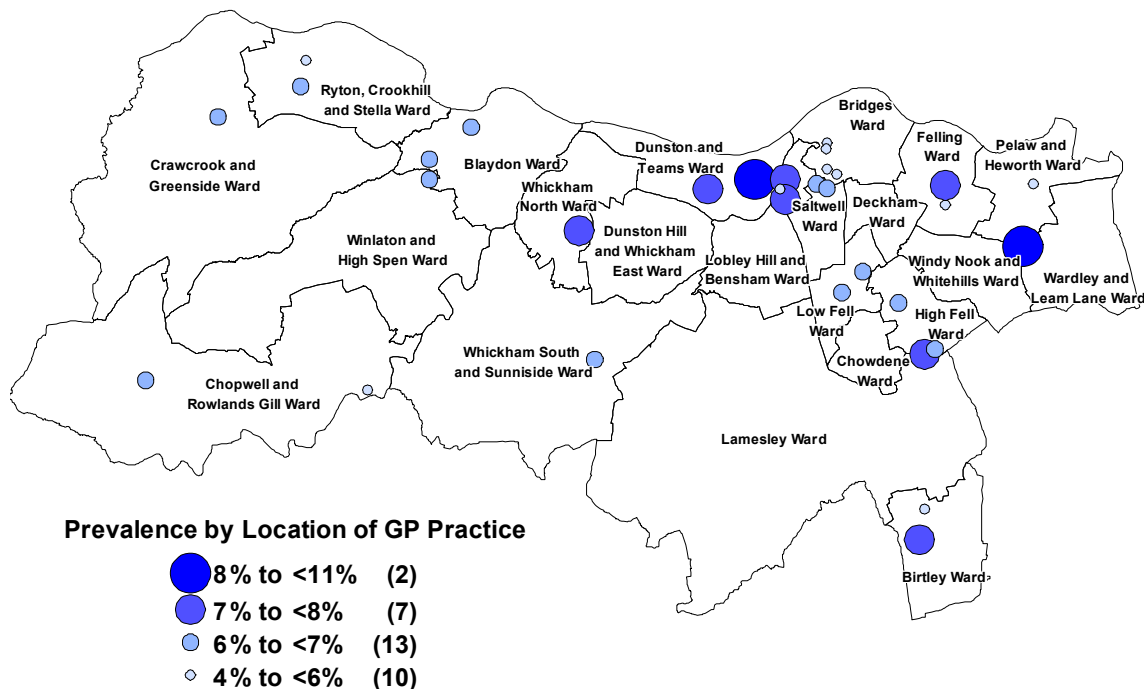 Ryton, Crookhill
and Stella Ward
Crawcrook and
Greenside Ward
Blaydon Ward
Dunston and
Teams Ward
Bridges
Ward
Felling
Ward
Pelaw and
Heworth Ward
Whickham
North Ward
Saltwell
Ward
Deckham
Ward
Winlaton and
High Spen Ward
Dunston Hill
and Whickham
East Ward
Lobley Hill and
Bensham Ward
Windy Nook and
Whitehills Ward
Wardley and
Leam Lane Ward
Low Fell
Ward
High Fell
Ward
Chowdene
Ward
Whickham South
and Sunniside Ward
Chopwell and
Rowlands Gill Ward
Lamesley Ward
Birtley Ward
Prevalence by Location of GP Practice
8% to <11% (2)
7% to <8% (7)
6% to <7% (13)
4% to <6% (10)